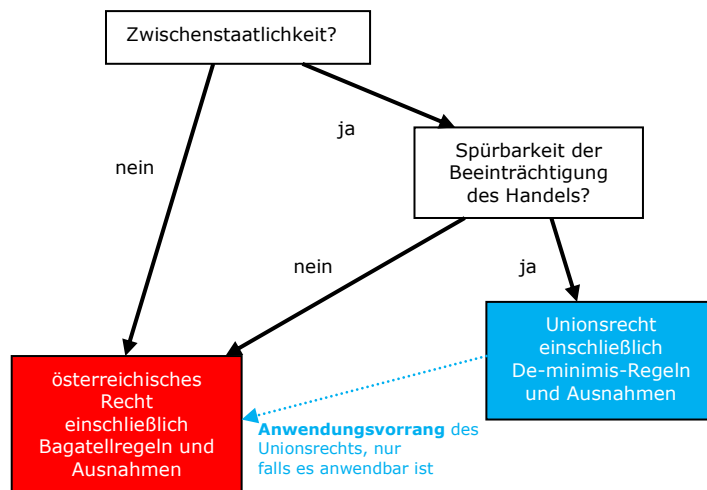 Zwischenstaatlichkeit?
ja
nein
Spürbarkeit der
Beeinträchtigung
des Handels?
nein
ja
Unionsrecht
einschließlich
De-minimis-Regeln
und Ausnahmen
österreichisches
Recht
einschließlich
Bagatellregeln und
Ausnahmen
Anwendungsvorrang des
Unionsrechts, nur
falls es anwendbar ist